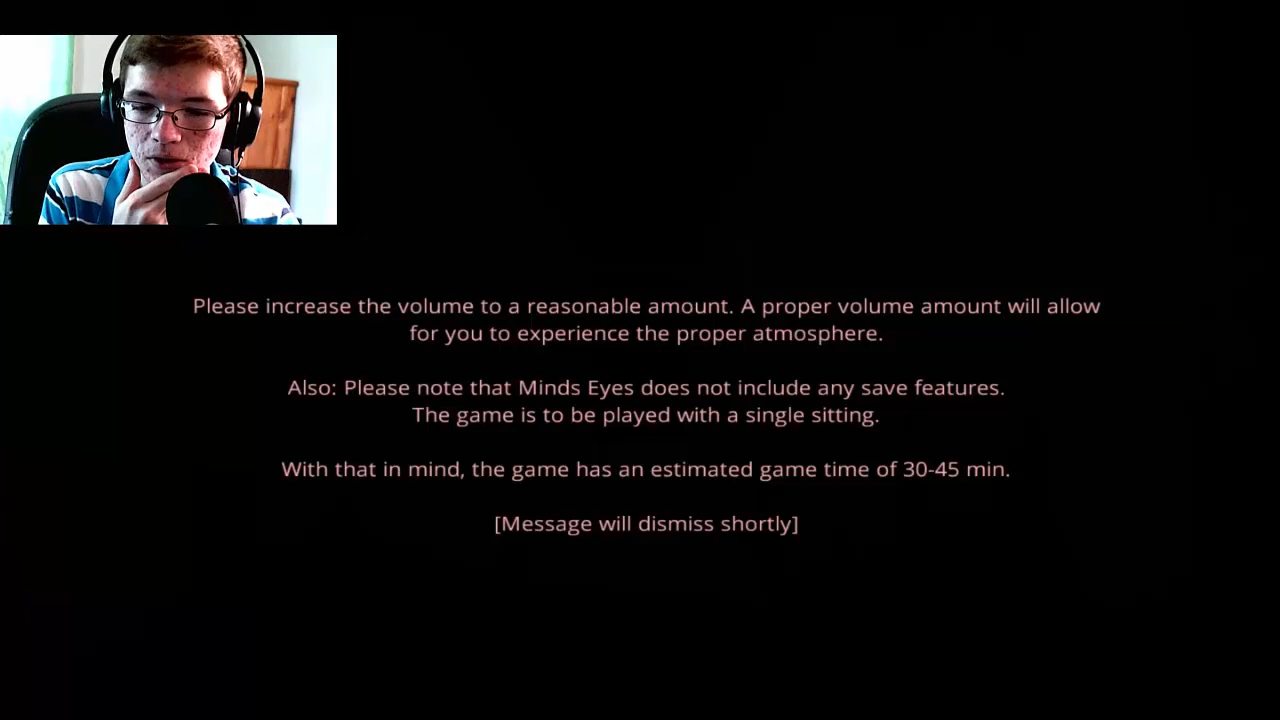 Please increase the volume to a reasonable amount. A proper volume amount will allow
for you to experience the proper atmosphere.
Also: Please note that Minds Eyes does not include any save features.
The game is to be played with a single sitting.
With that in mind, the game has an estimated game time of 30-45 min.
[Message will dismiss shortly]